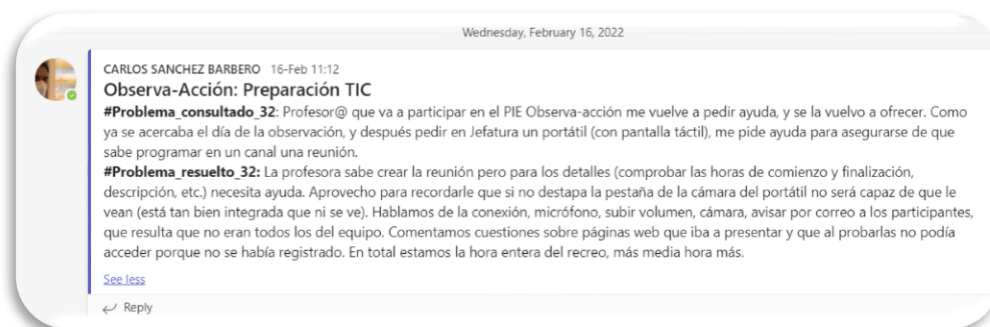 Wednesday, February 16, 2022
CARLOS SANCHEZ BARBERO 16-Feb 11:12
Observa-Acción: Preparación TIC
#Problema_consultado_32: Profesor@ que va a participar en el PIE Observa-acción me vuelve a pedir ayuda, y se la vuelvo a ofrecer. Como
ya se acercaba el día de la observación, y después pedir en Jefatura un portátil (con pantalla táctil), me pide ayuda para asegurarse de que
sabe programar en un canal una reunión.
#Problema_resuelto_32: La profesora sabe crear la reunión pero para los detalles (comprobar las horas de comienzo y finalización,
descripción, etc.) necesita ayuda. Aprovecho para recordarle que si no destapa la pestaña de la cámara del portátil no será capaz de que le
vean (está tan bien integrada que ni se ve). Hablamos de la conexión, micrófono, subir volumen, cámara, avisar por correo a los participantes,
que resulta que no eran todos los del equipo. Comentamos cuestiones sobre páginas web que iba a presentar y que al probarlas no podía
acceder porque no se había registrado. En total estamos la hora entera del recreo, más media hora más.
See less
Reply